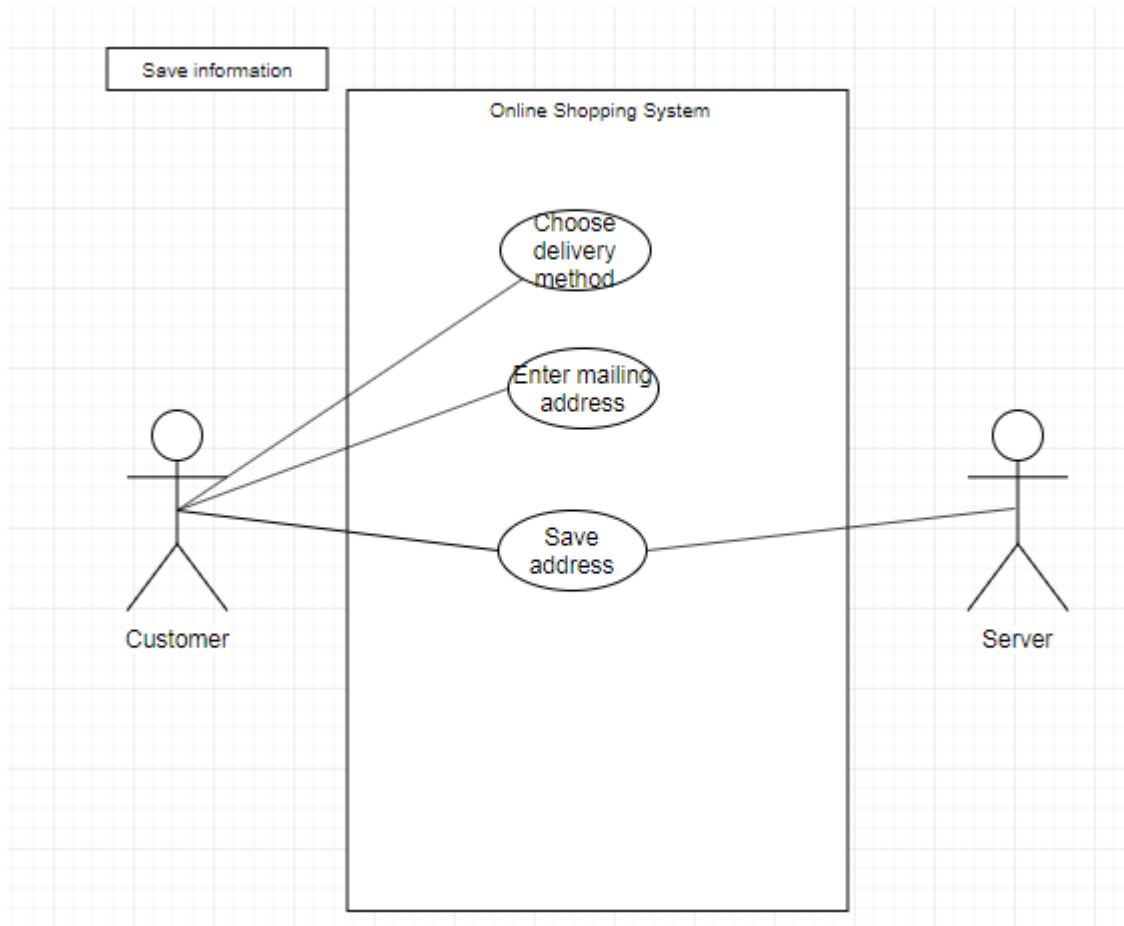 Save information
Online Shopping System
Choose
delivery
method
Enter mailing
address
Save
address
Customer
Server